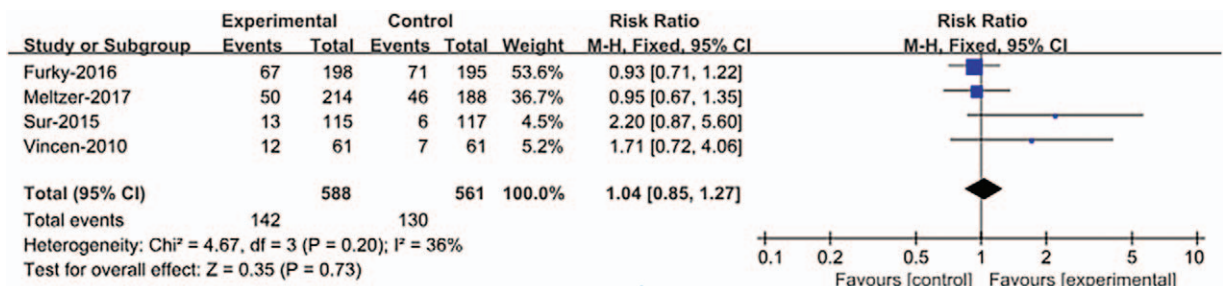 Experimental Control Risk Ratio Risk Ratio
Study or Subgroup Events Total Events Total Weight M-H, Fixed, 95% CI M-H, Fixed, 95% CI
Furky-2016 67 198 71 195 53.6% 0.93 [0.71, 1.22]
Meltzer-2017 50 214 46 188 36.7% 0.95 [0.67, 1.35]
Sur-2015 13 115 6 117 4.5% 2.20 [0.87, 5.60]
Vincen-2010 12 61 7 61 5.2% 1.71 [0.72, 4.06]
Total (95% CI) 588 561 100.0% 1.04 [0.85, 1.27]
Total events 142 130
Heterogeneity: Chi² = 4.67, df = 3 (P = 0.20); I² = 36%
Test for overall effect: Z = 0.35 (P = 0.73)
0.1 0.2 0.5 1 2 5 10
Favours [control] Favours [experimental]